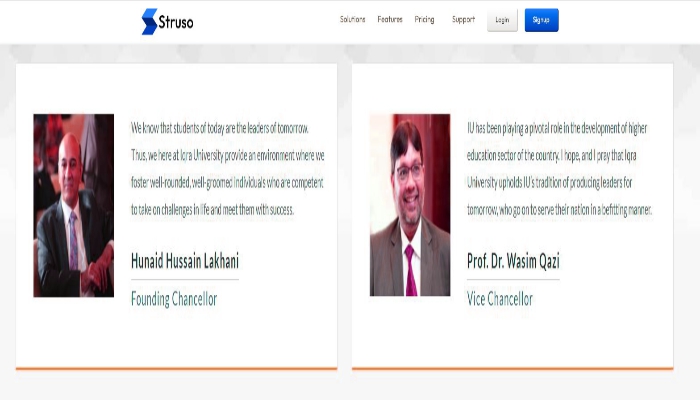 Struso
Solutions Features Pricing Support Login Signup
We know that students of today are the leaders of tomorrow.
Thus, we here at Iqra University provide an environment where we
foster well-rounded, well-groomed individuals who are competent
to take on challenges in life and meet them with success.
Hunaid Hussain Lakhani
Founding Chancellor
IU has been playing a pivotal role in the development of higher
education sector of the country. I hope, and I pray that Iqra
University upholds IU's tradition of producing leaders for
tomorrow, who go on to serve their nation in a befitting manner.
Prof. Dr. Wasim Qazi
Vice Chancellor